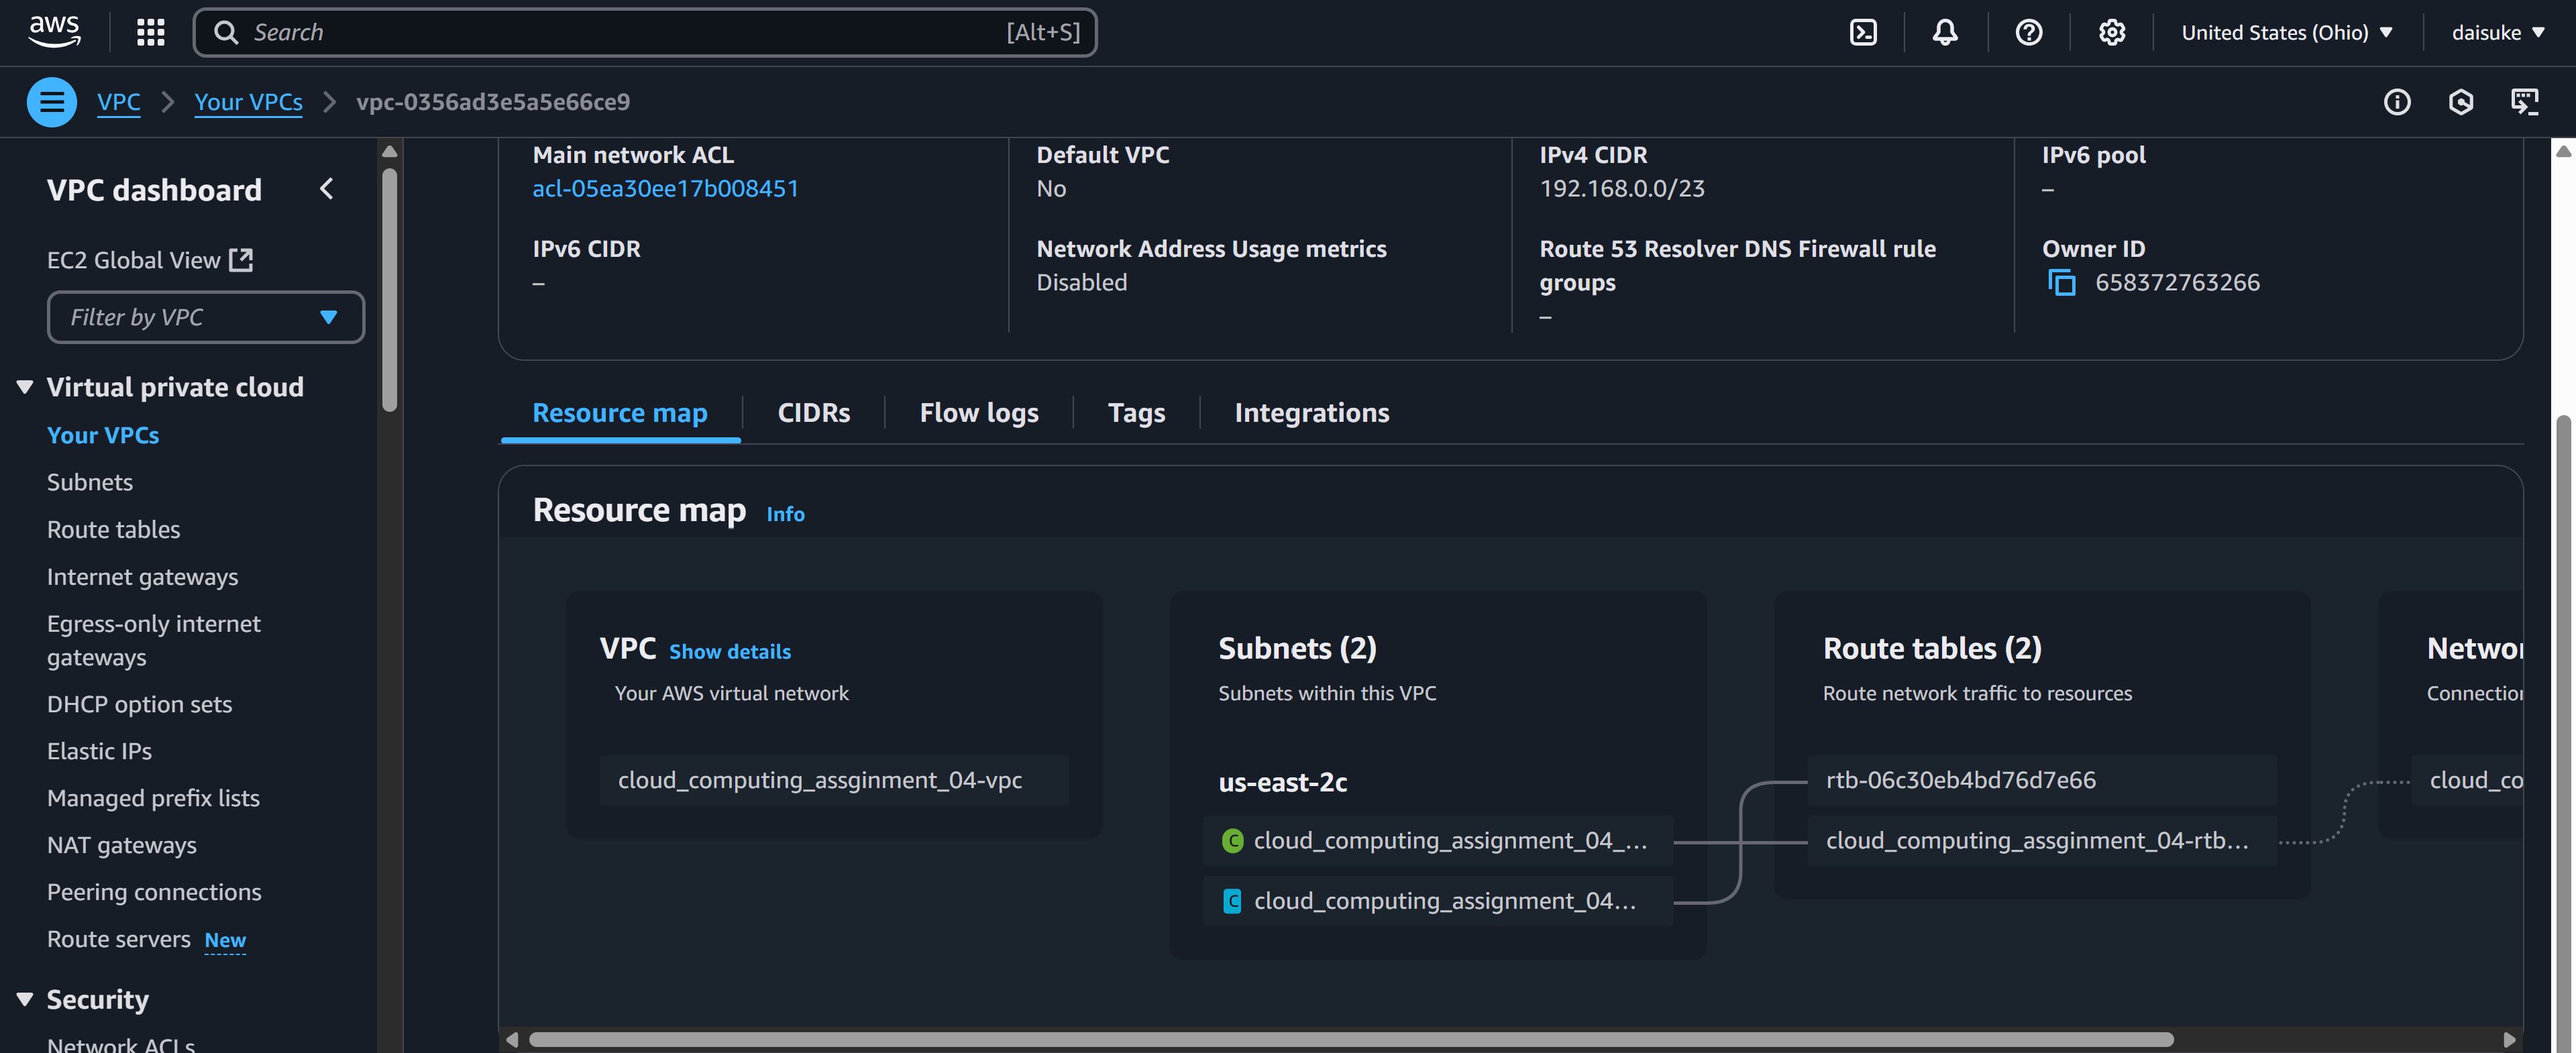 aws
Search [Alt+S]
United States (Ohio)
daisuke
VPC
Your VPCs
vpc-0356ad3e5a5e66ce9
VPC dashboard
EC2 Global View
Filter by VPC
Virtual private cloud
Your VPCs
Subnets
Route tables
Internet gateways
Egress-only internet
gateways
DHCP option sets
Elastic IPs
Managed prefix lists
NAT gateways
Peering connections
Route servers New
Security
Network ACLs
Main network ACL
acl-05ea30ee17b008451
Default VPC
No
IPv4 CIDR
192.168.0.0/23
IPv6 pool
–
IPv6 CIDR
–
Network Address Usage metrics
Disabled
Route 53 Resolver DNS Firewall rule
groups
–
Owner ID
658372763266
Resource map
CIDRs
Flow logs
Tags
Integrations
Resource map Info
VPC Show details
Your AWS virtual network
cloud_computing_assginment_04-vpc
Subnets (2)
Subnets within this VPC
us-east-2c
C cloud_computing_assignment_04_...
C cloud_computing_assignment_04...
Route tables (2)
Route network traffic to resources
rtb-06c30eb4bd76d7e66
cloud_computing_assginment_04-rtb...
Networ
Connection
cloud_co